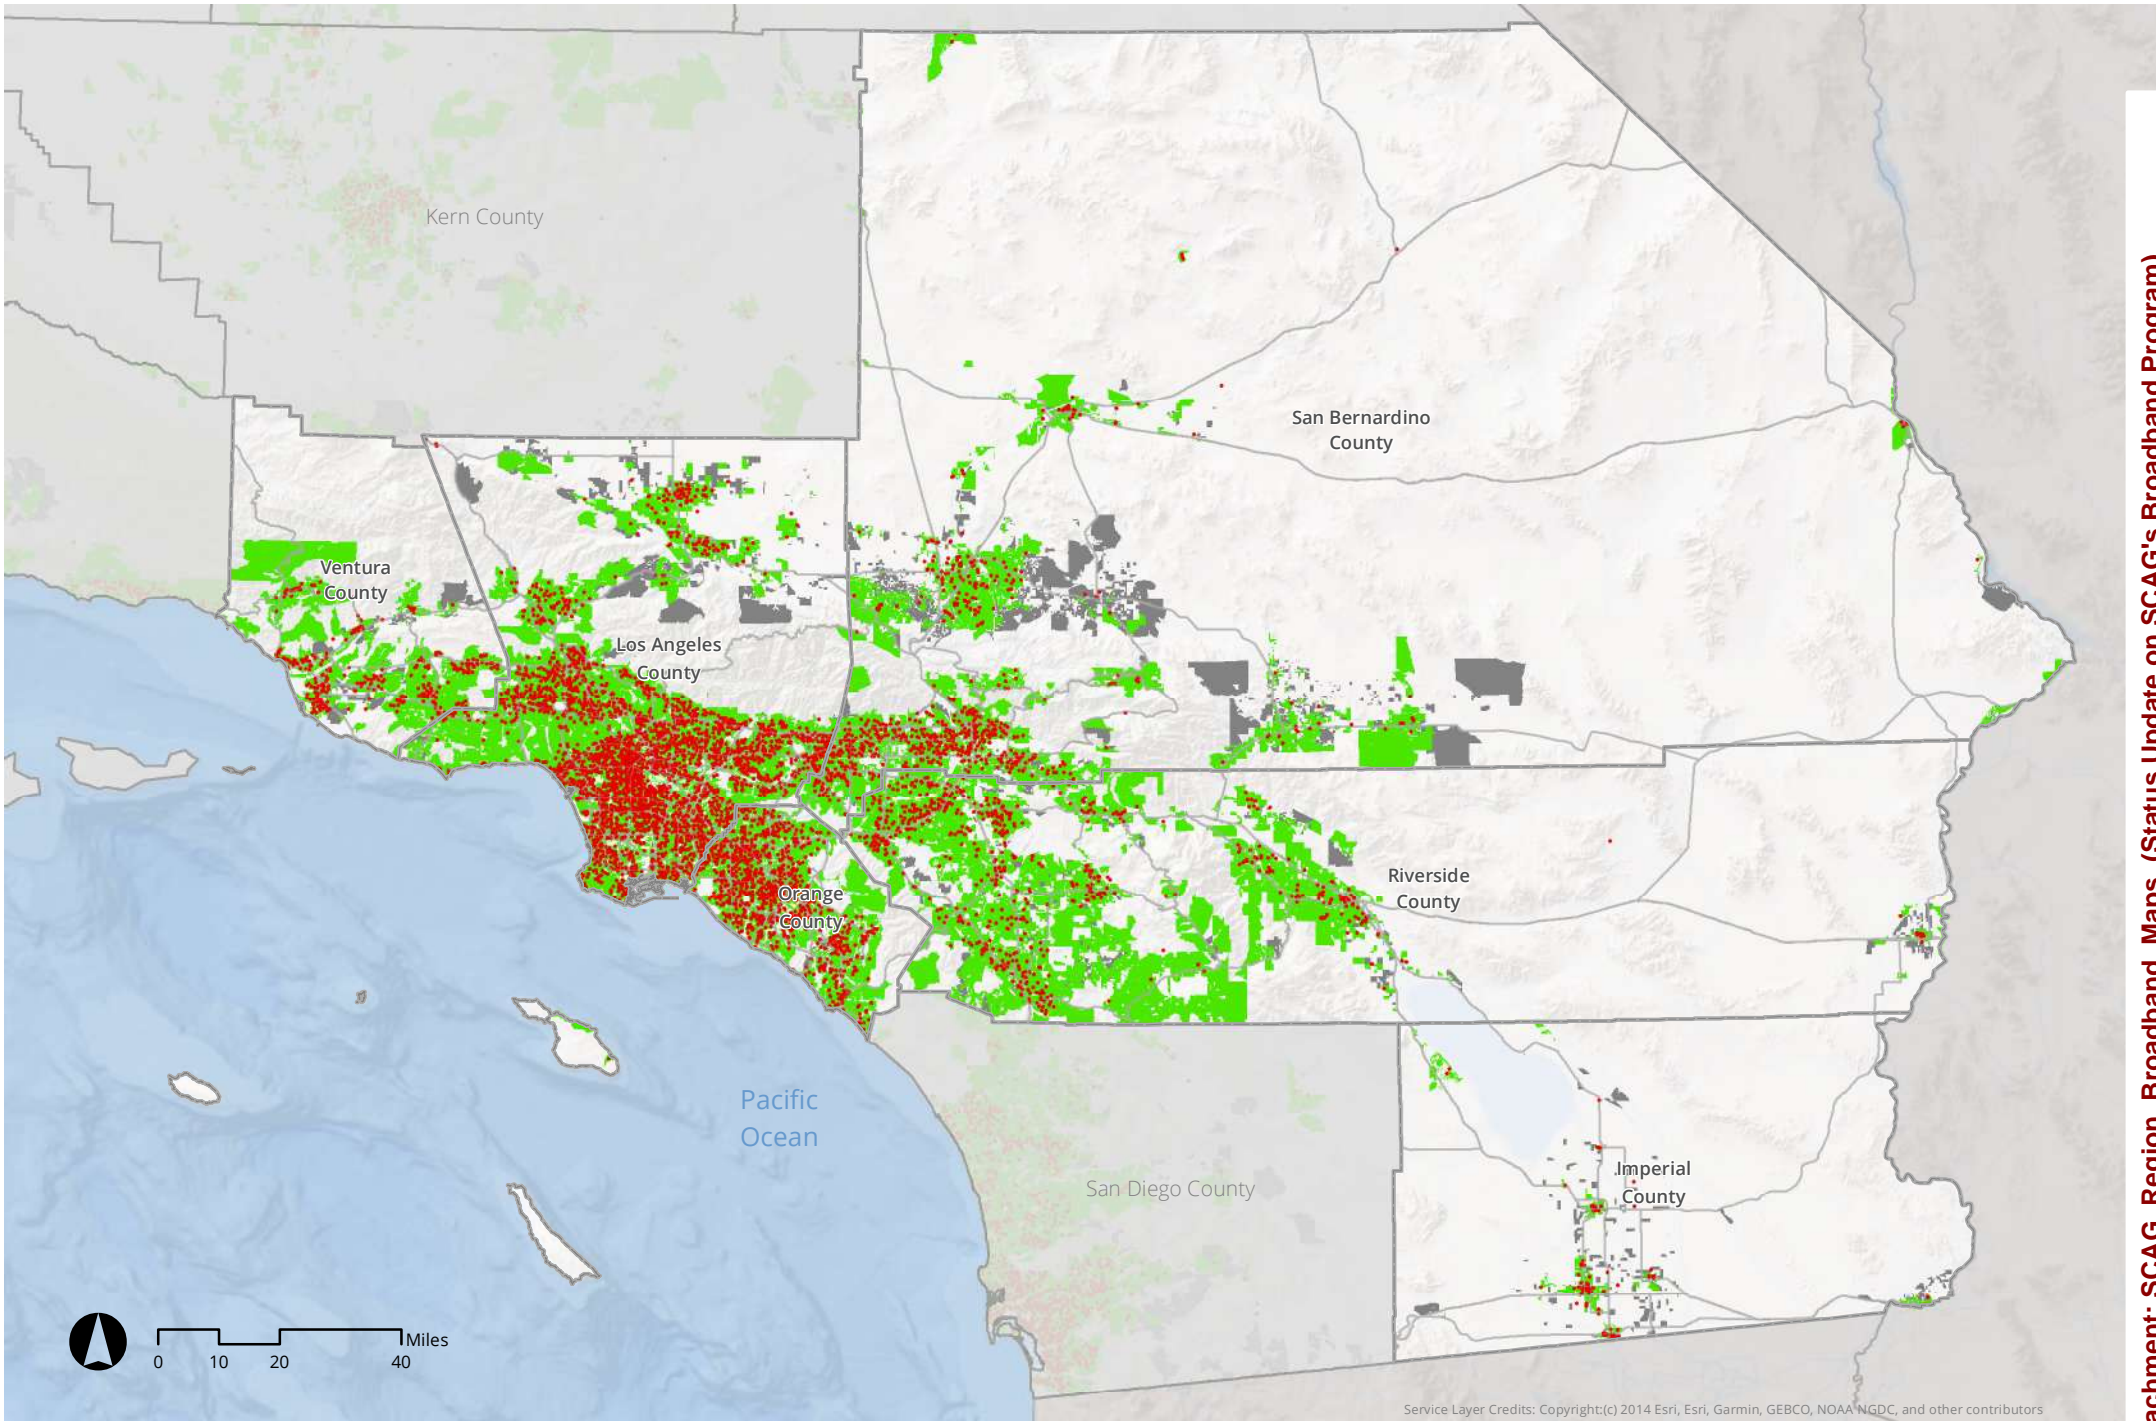 Kern County
San Bernardino
County
Ventura
County
Los Angeles
County
Riverside
County
Orange
County
Pacific
Ocean
Imperial
County
San Diego County
Miles
0 10 20 40
Service Layer Credits: Copyright:(c) 2014 Esri, Esri, Garmin, GEBCO, NOAA NGDC, and other contributors
achment: SCAG Region Broadband Maps (Status Update on SCAG's Broadband Program)